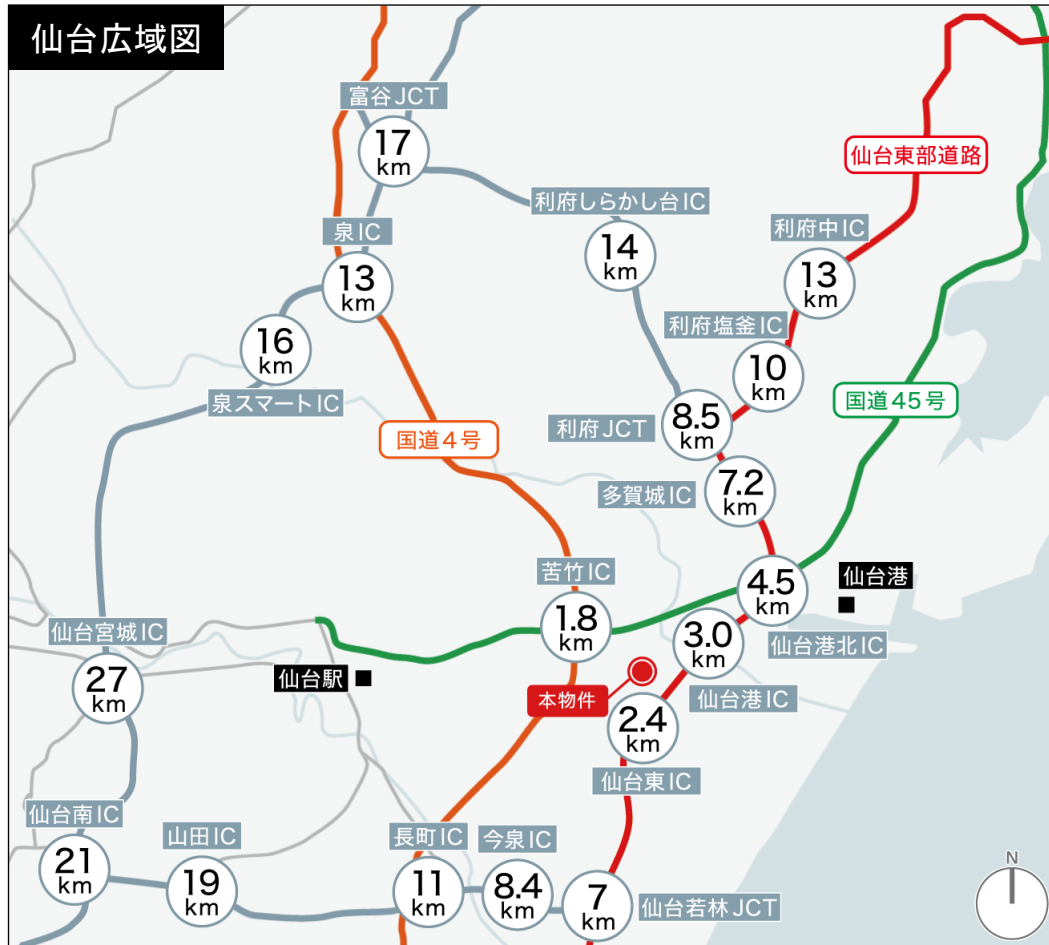 仙台広域図
富谷JCT
17
km
仙台東部道路
利府しらかし台IC
14
km
利府中IC
13
km
泉IC
13
km
16
km
泉スマートIC
利府塩釜IC
10
km
国道4号
国道45号
利府JCT
8.5
km
多賀城IC
7.2
km
苦竹IC
1.8
km
4.5
km
仙台港北IC
仙台港
仙台宮城IC
27
km
仙台駅
3.0
km
仙台港IC
本物件
2.4
km
仙台東IC
仙台南IC
21
km
山田IC
19
km
長町IC
11
km
今泉IC
8.4
km
7
km
仙台若林JCT
N